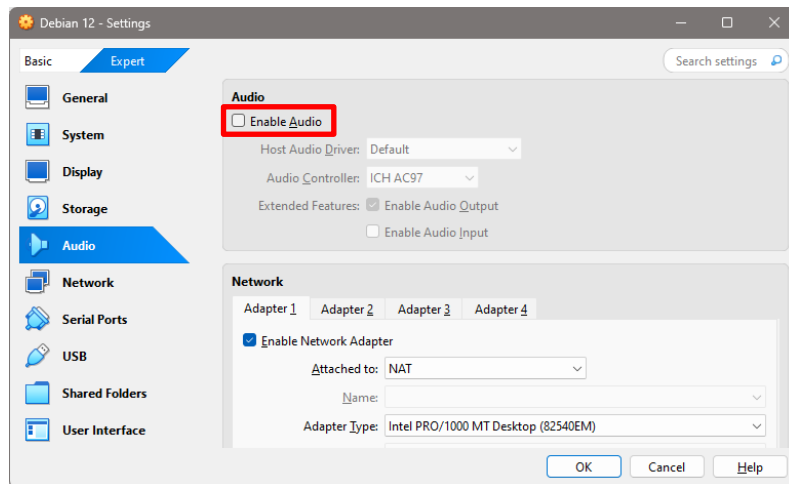 Debian 12 - Settings
Basic
Expert
Search settings
General
System
Display
Storage
Audio
Network
Serial Ports
USB
Shared Folders
User Interface
Audio
Enable Audio
Host Audio Driver: Default
Audio Controller: ICH AC97
Extended Features: Enable Audio Output
Enable Audio Input
Network
Adapter 1 Adapter 2 Adapter 3 Adapter 4
Enable Network Adapter
Attached to: NAT
Name:
Adapter Type: Intel PRO/1000 MT Desktop (82540EM)
OK Cancel Help